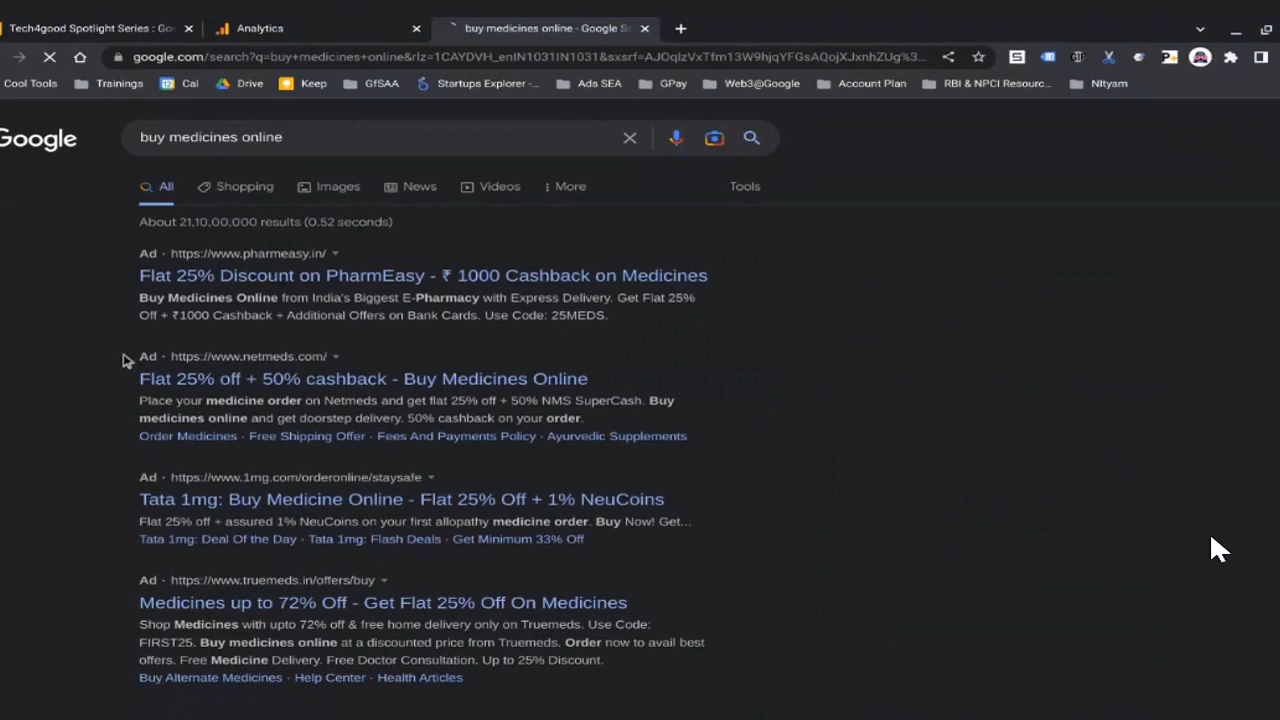 Tech4good Spotlight Series : Go
Analytics
buy medicines online - Google Se
google.com/search?q=buy+medicines+online&rlz=1CAYDVH_enIN1031IN1031&sxsrf=AJOqlzVxTfm13W9hjqYFGsAQojXJxnhZUg%3...
Cool Tools
Trainings
12 Cal
Drive
Keep
GfSAA
Startups Explorer -...
Ads SEA
GPay
Web3@Google
Account Plan
RBI & NPCI Resourc...
NItyam
Google
buy medicines online
All
Shopping
Images
News
Videos
More
Tools
About 21,10,00,000 results (0.52 seconds)
Ad · https://www.pharmeasy.in/
Flat 25% Discount on PharmEasy - ₹ 1000 Cashback on Medicines
Buy Medicines Online from India's Biggest E-Pharmacy with Express Delivery. Get Flat 25%
Off + ₹1000 Cashback + Additional Offers on Bank Cards. Use Code: 25MEDS.
Ad · https://www.netmeds.com/
Flat 25% off + 50% cashback - Buy Medicines Online
Place your medicine order on Netmeds and get flat 25% off + 50% NMS SuperCash. Buy
medicines online and get doorstep delivery. 50% cashback on your order.
Order Medicines · Free Shipping Offer · Fees And Payments Policy · Ayurvedic Supplements
Ad · https://www.1mg.com/orderonline/staysafe
Tata 1mg: Buy Medicine Online - Flat 25% Off + 1% NeuCoins
Flat 25% off + assured 1% NeuCoins on your first allopathy medicine order. Buy Now! Get...
Tata 1mg: Deal Of the Day · Tata 1mg: Flash Deals · Get Minimum 33% Off
Ad · https://www.truemeds.in/offers/buy
Medicines up to 72% Off - Get Flat 25% Off On Medicines
Shop Medicines with upto 72% off & free home delivery only on Truemeds. Use Code:
FIRST25. Buy medicines online at a discounted price from Truemeds. Order now to avail best
offers. Free Medicine Delivery. Free Doctor Consultation. Up to 25% Discount.
Buy Alternate Medicines · Help Center · Health Articles